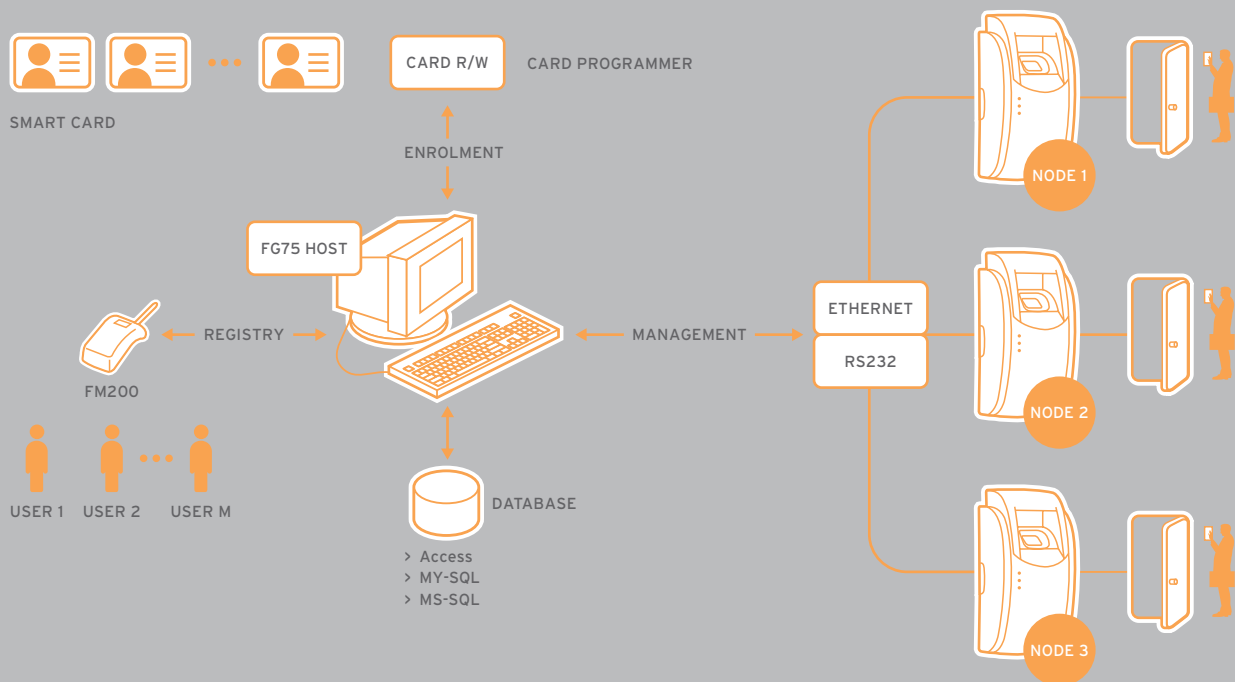 CARD R/W
CARD PROGRAMMER
SMART CARD
ENROLMENT
NODE 1
FG75 HOST
ETHERNET
REGISTRY
MANAGEMENT
RS232
FM200
NODE 2
USER 1
USER 2
USER M
DATABASE
> Access
> MY-SQL
> MS-SQL
NODE 3